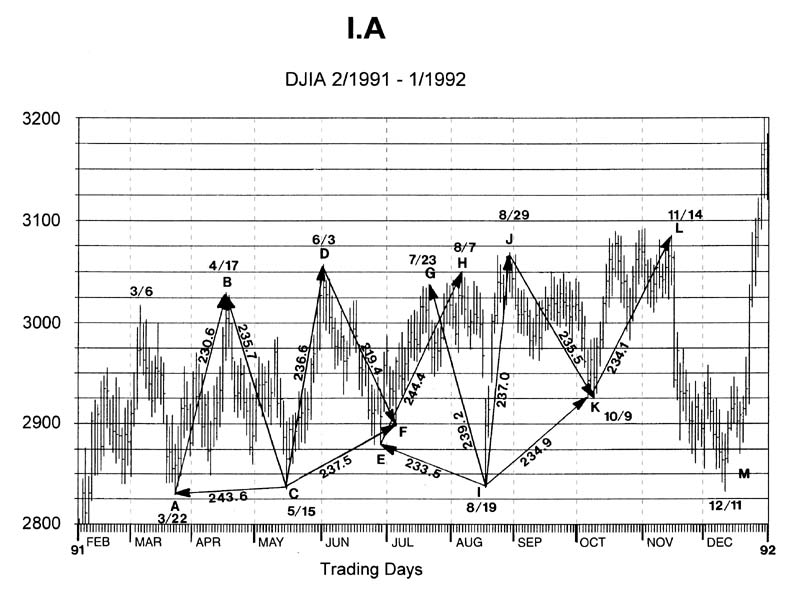 I.A
DJIA 2/1991 - 1/1992
3200
3100
3000
2900
2800
3/6
4/17
B
6/3
D
7/23
G
8/7
H
8/29
J
11/14
L
230.6
235.7
236.6
219.4
244.4
239.2
237.0
235.5
234.1
F
E
K
10/9
237.5
233.5
234.9
243.6
A
3/22
C
5/15
I
8/19
M
12/11
91
FEB
MAR
APR
MAY
JUN
JUL
AUG
SEP
OCT
NOV
DEC
92
Trading Days